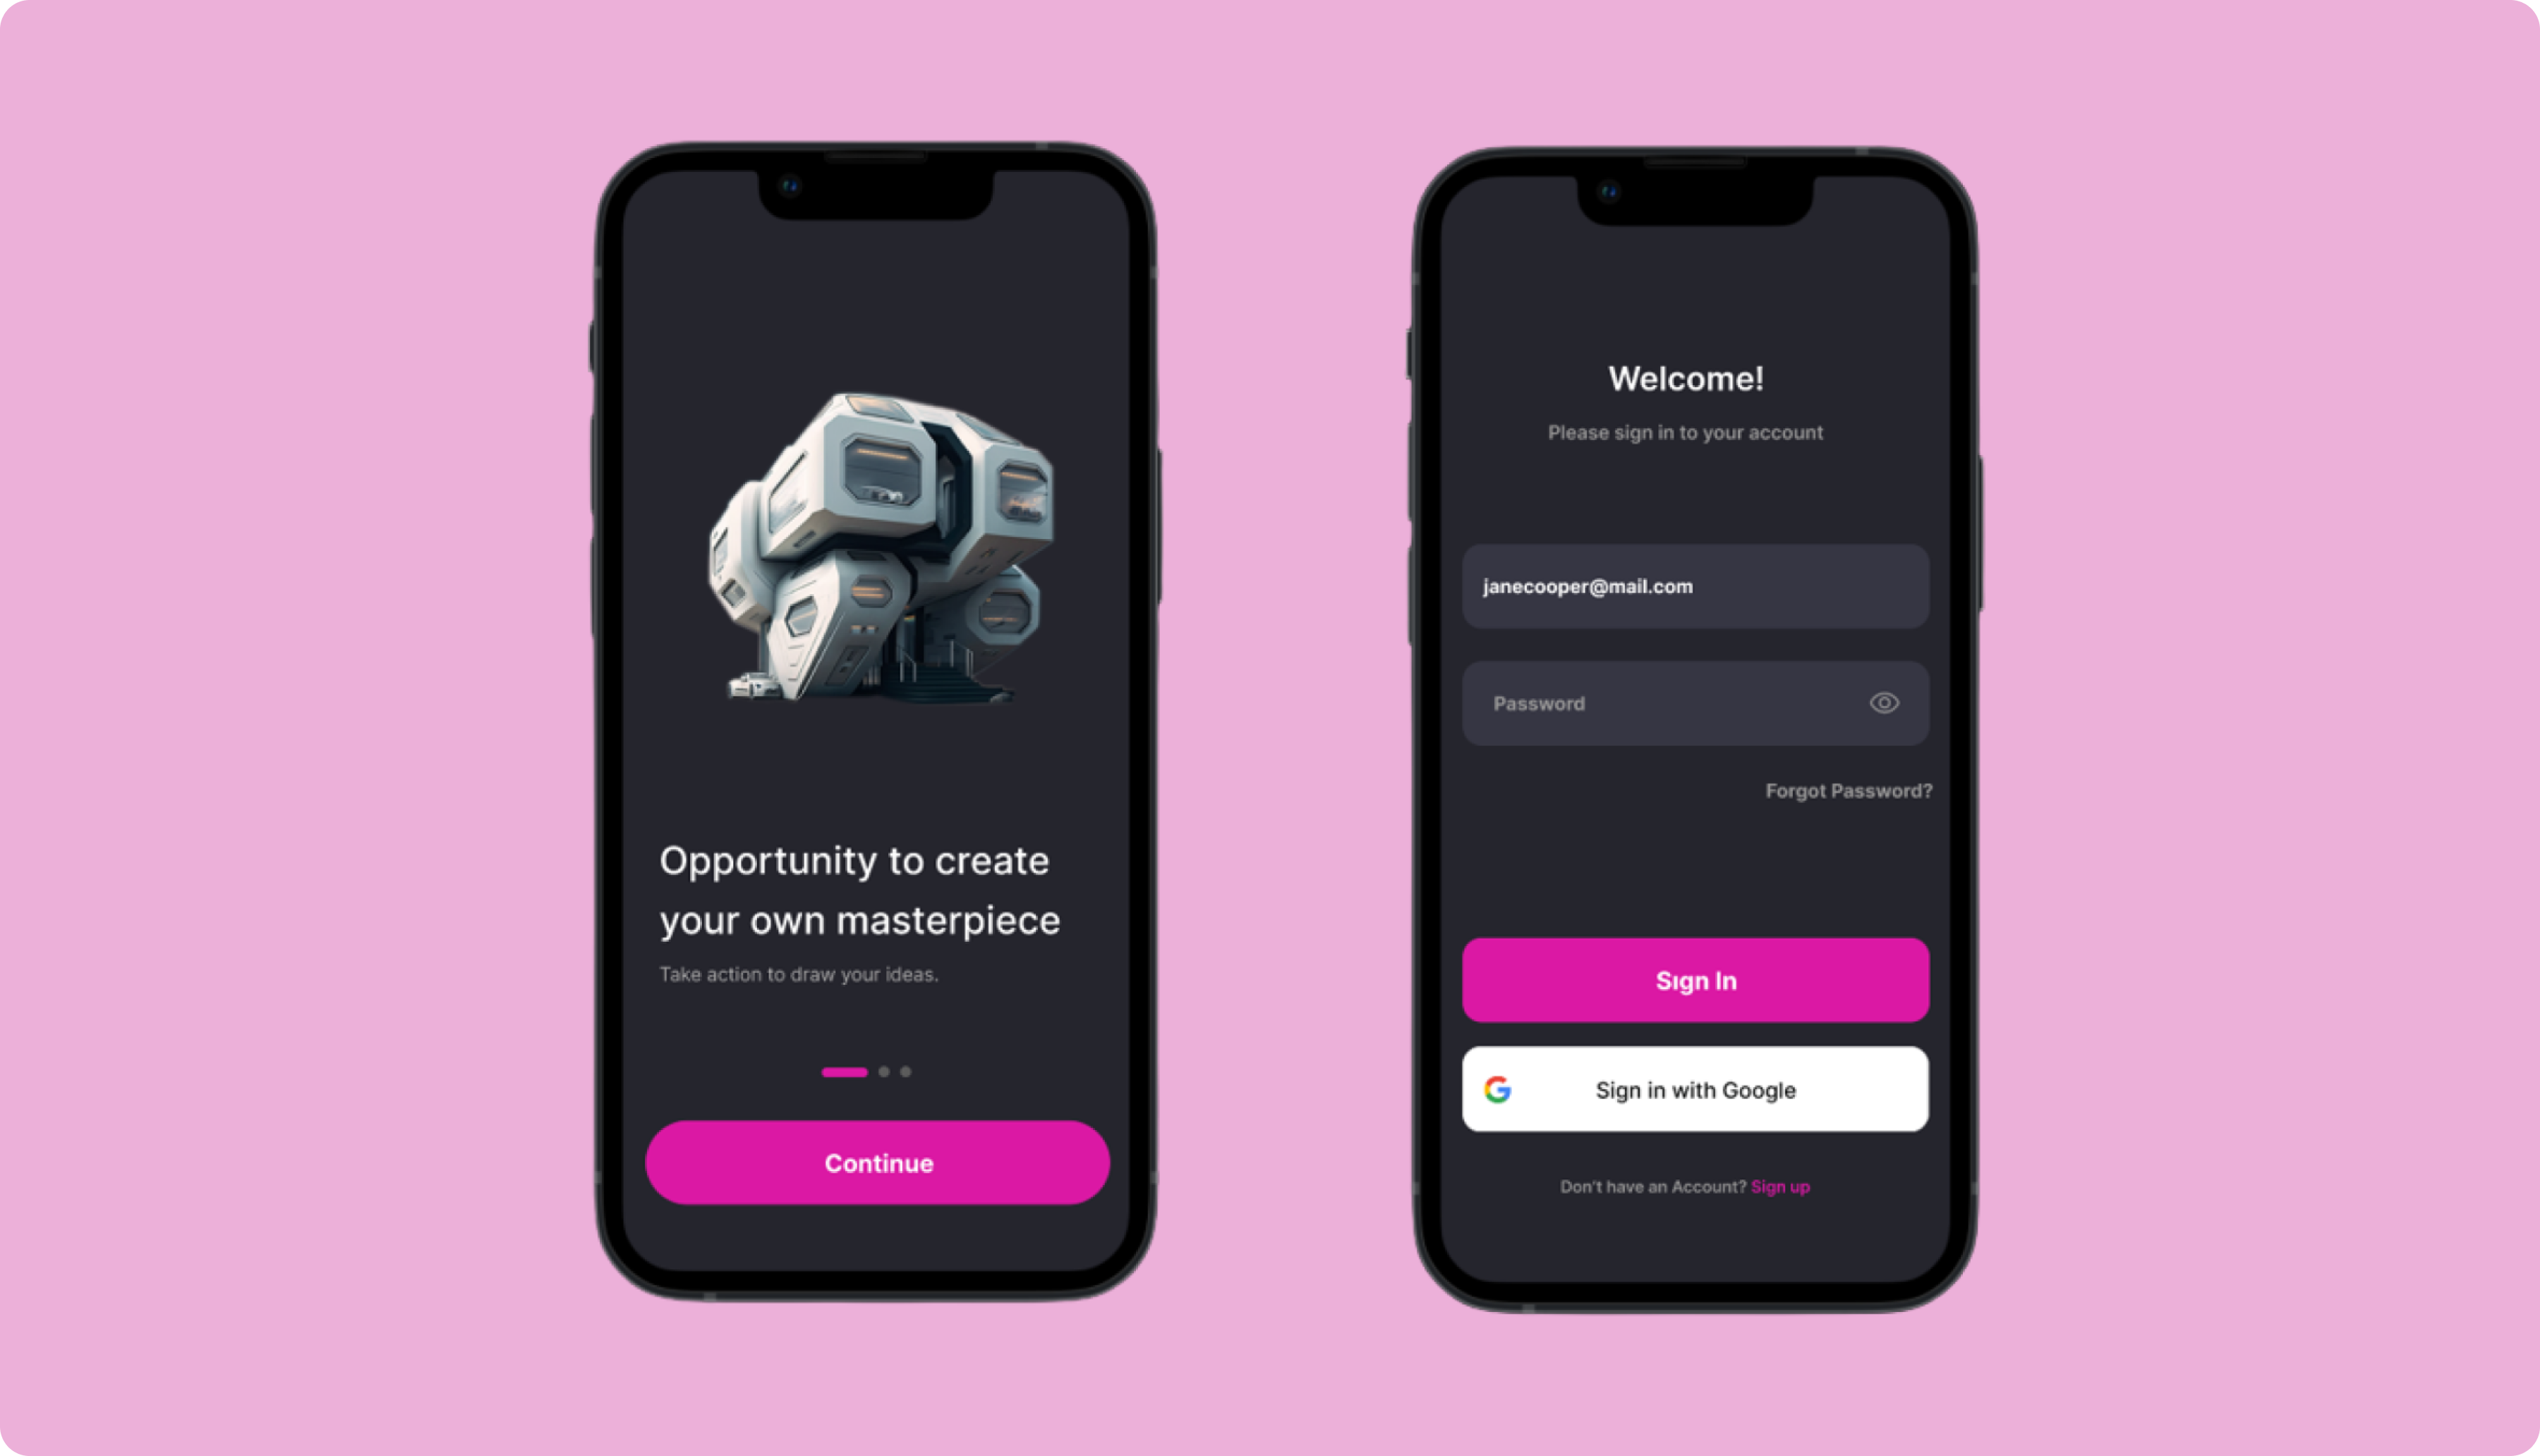 Opportunity to create
your own masterpiece
Take action to draw your ideas.
Continue
Welcome!
Please sign in to your account
janecooper@mail.com
Password
Forgot Password?
Sign In
Sign in with Google
Don't have an Account? Sign up